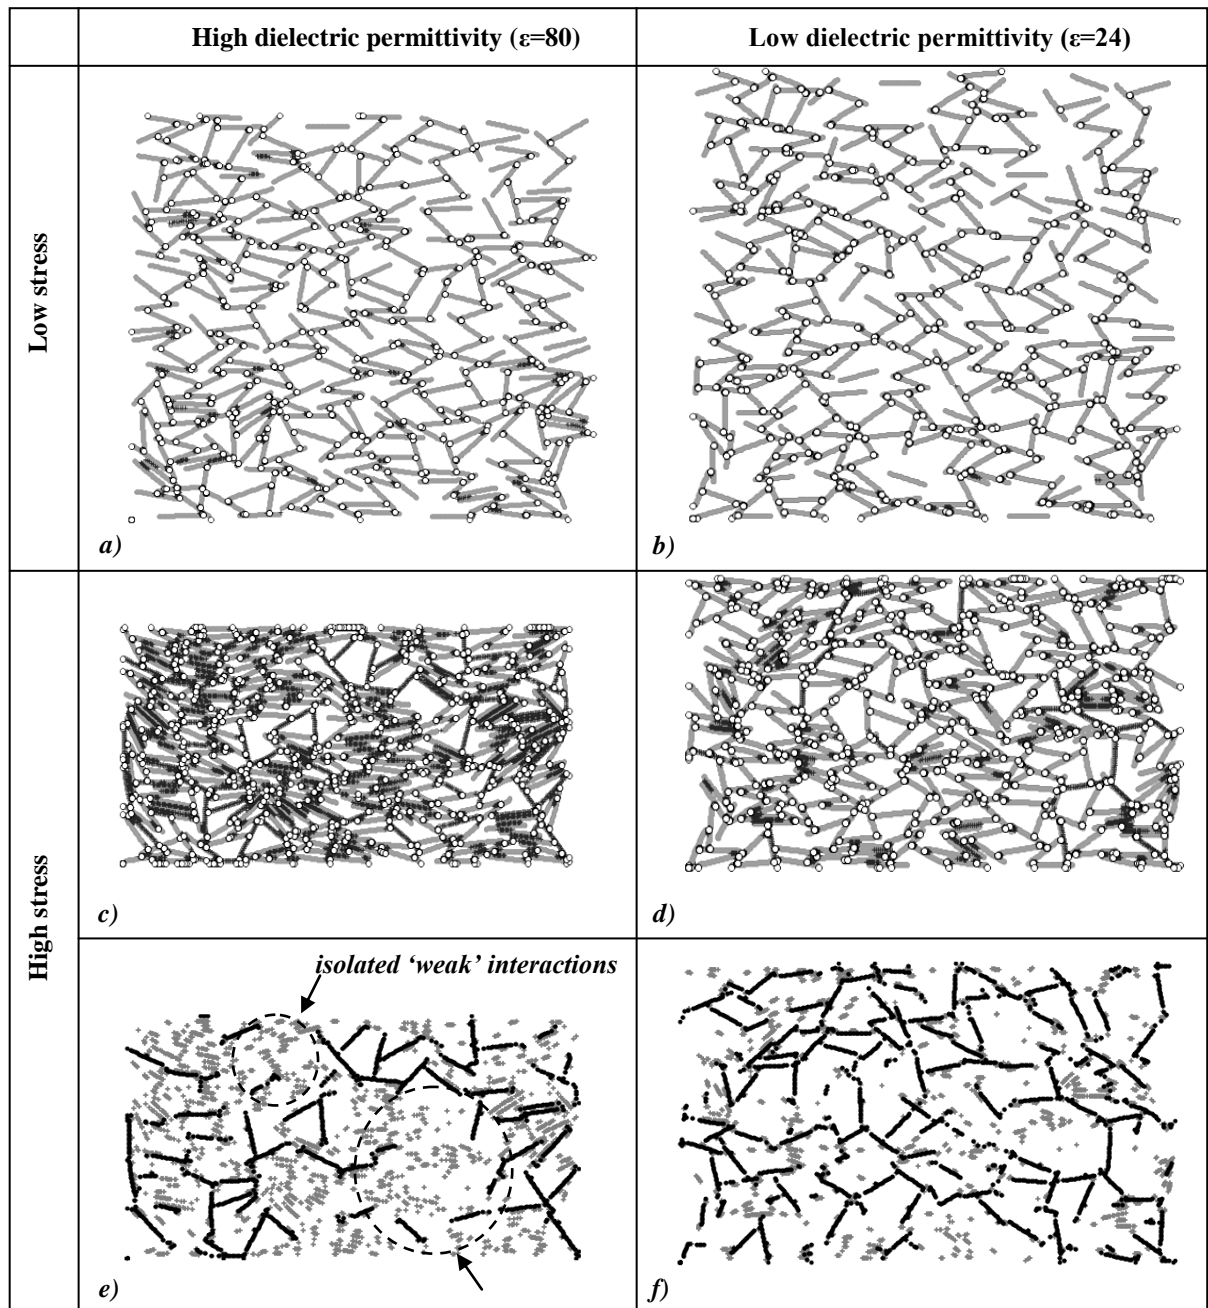 High dielectric permittivity (ε=80)
Low dielectric permittivity (ε=24)
Low stress
a)
b)
High stress
c)
d)
isolated ‘weak’ interactions
e)
f)